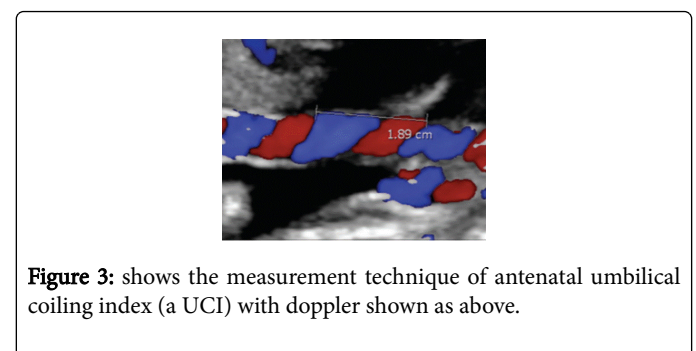 1.89 cm
Figure 3: shows the measurement technique of antenatal umbilical
coiling index (a UCI) with doppler shown as above.